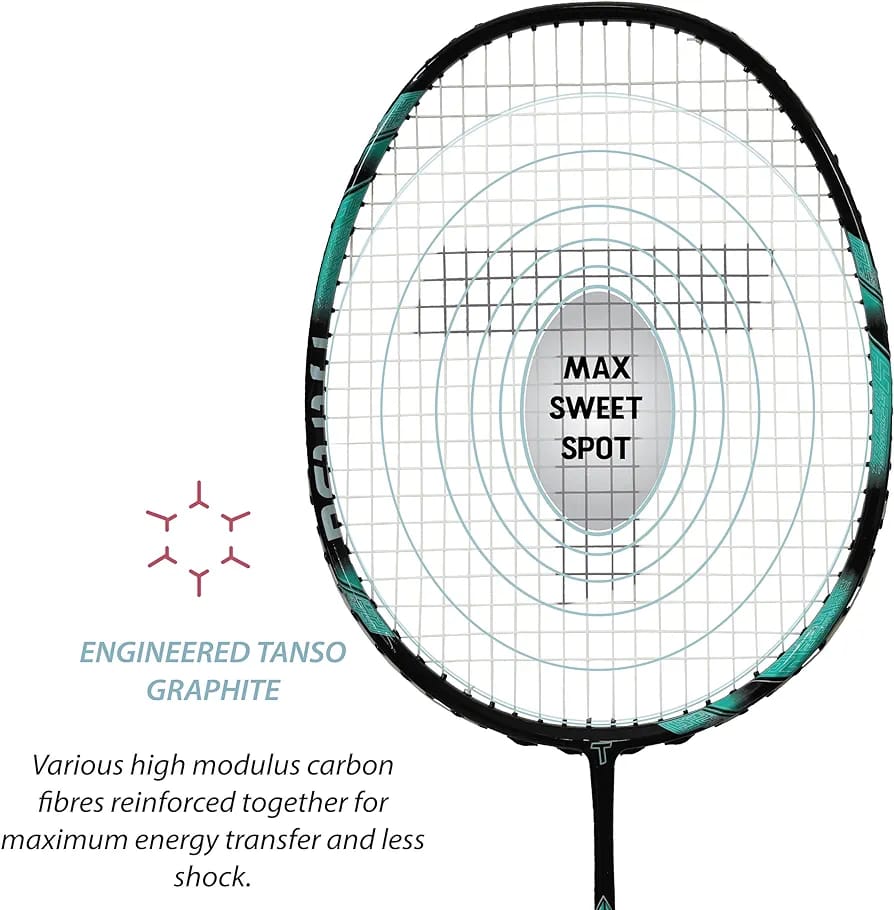 MAX
SWEET
SPOT
ENGINEERED TANSO
GRAPHITE
Various high modulus carbon
fibres reinforced together for
maximum energy transfer and less
shock.
T